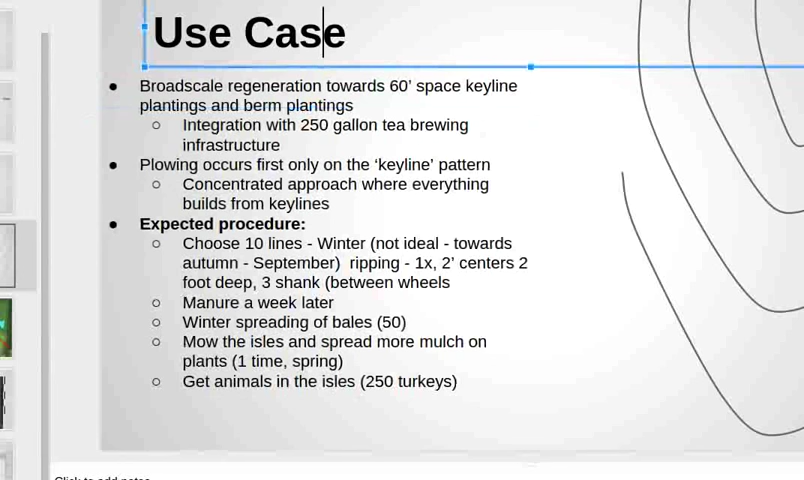 Use Case
● Broadscale regeneration towards 60’ space keyline
plantings and berm plantings
○ Integration with 250 gallon tea brewing
infrastructure
● Plowing occurs first only on the ‘keyline’ pattern
○ Concentrated approach where everything
builds from keylines
● Expected procedure:
○ Choose 10 lines - Winter (not ideal - towards
autumn - September)  ripping - 1x, 2’ centers 2
foot deep, 3 shank (between wheels
○ Manure a week later
○ Winter spreading of bales (50)
○ Mow the isles and spread more mulch on
plants (1 time, spring)
○ Get animals in the isles (250 turkeys)
Click to add notes